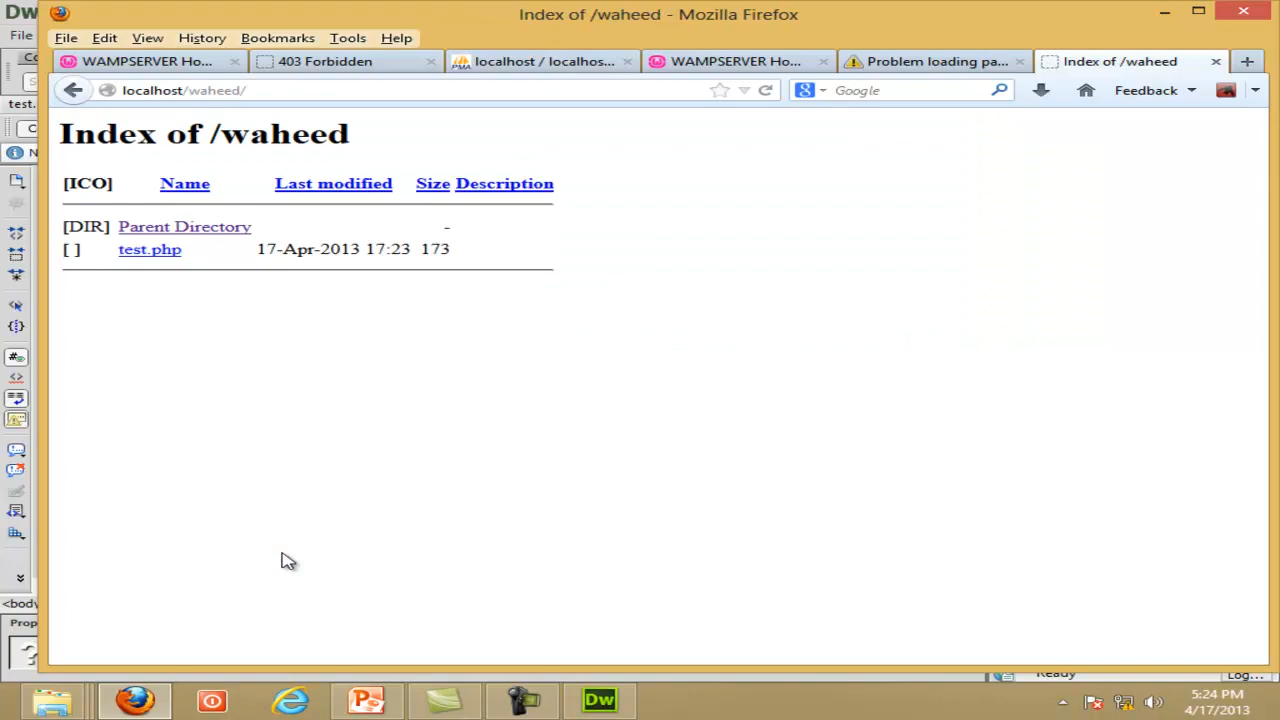 Dw
Index of /waheed - Mozilla Firefox
File
File Edit View History Bookmarks Tools Help
WAMPSERVER Ho... 403 Forbidden localhost / localhos... WAMPSERVER Ho... Problem loading pa... Index of /waheed
localhost/waheed/
Google
Feedback
test.
Index of /waheed
[ICO] Name Last modified Size Description
[DIR] Parent Directory -
[ ] test.php 17-Apr-2013 17:23 173
<body
Prop
Ready
Log...
Dw
5:24 PM
4/17/2013